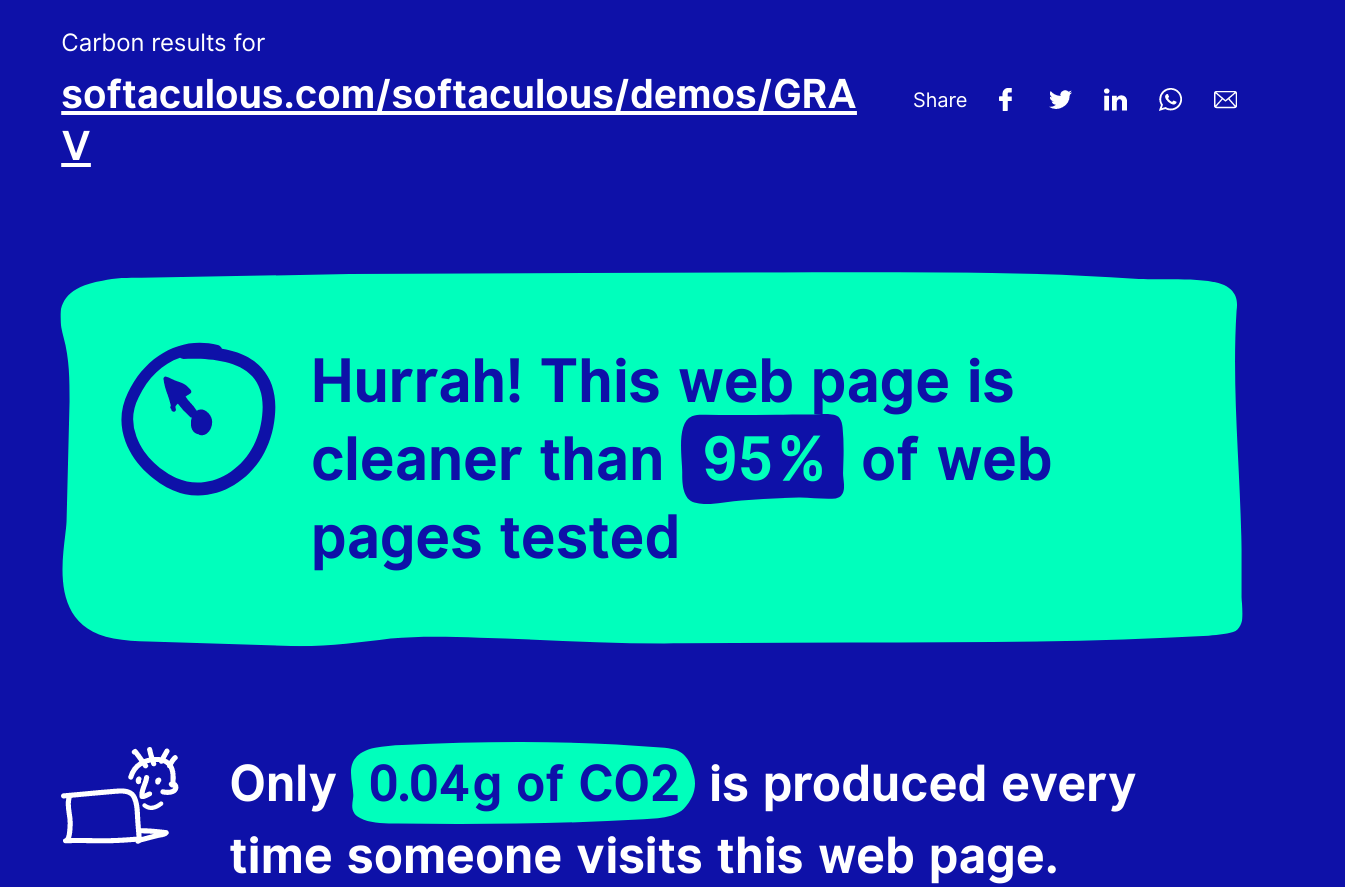 Carbon results for
softaculous.com/softaculous/demos/GRA
V
Share
Hurrah! This web page is
cleaner than 95% of web
pages tested
Only 0.04g of CO2 is produced every
time someone visits this web page.